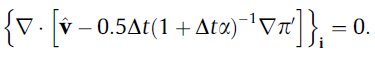 {∇ · [v̂ − 0.5Δt(1 + Δtα)⁻¹∇π′]}ᵢ = 0.